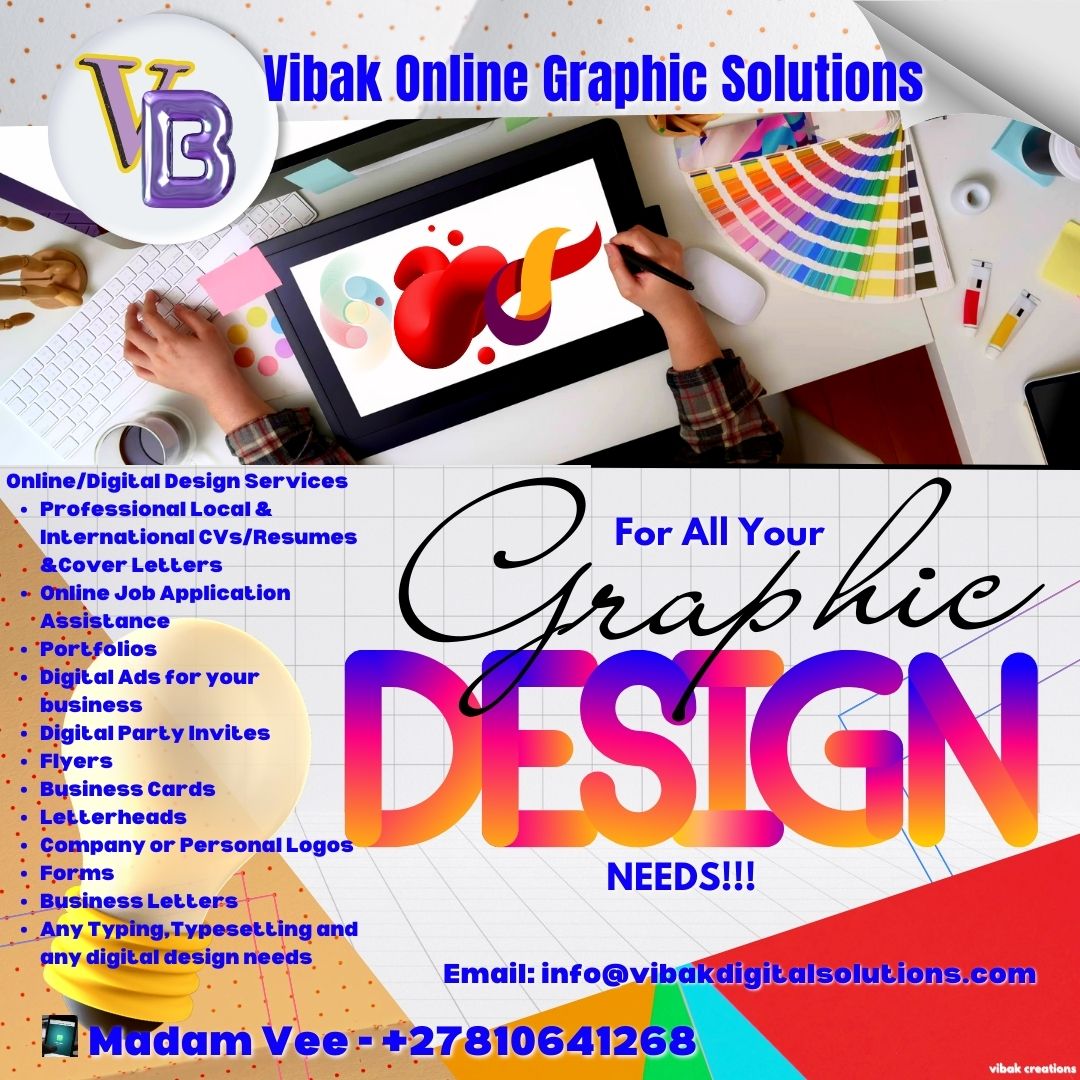 VB
Vibak Online Graphic Solutions
Online/Digital Design Services
• Professional Local &
International CVs/Resumes
&Cover Letters
• Online Job Application
Assistance
• Portfolios
• Digital Ads for your
business
• Digital Party Invites
• Flyers
• Business Cards
• Letterheads
• Company or Personal Logos
• Forms
• Business Letters
• Any Typing,Typesetting and
any digital design needs
For All Your
Graphic
DESIGN
NEEDS!!!
Email: info@vibakdigitalsolutions.com
Madam Vee - +27810641268
vibak creations